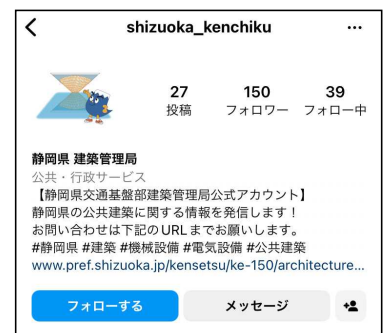 shizuoka_kenchiku
27 150 39
投稿 フォロワー フォロー中
静岡県 建築管理局
公共・行政サービス
【静岡県交通基盤部建築管理局公式アカウント】
静岡県の公共建築に関する情報を発信します！
お問い合わせは下記のURLまでお願いします。
#静岡県 #建築 #機械設備 #電気設備 #公共建築
www.pref.shizuoka.jp/kensetsu/ke-150/architecture...
フォローする メッセージ